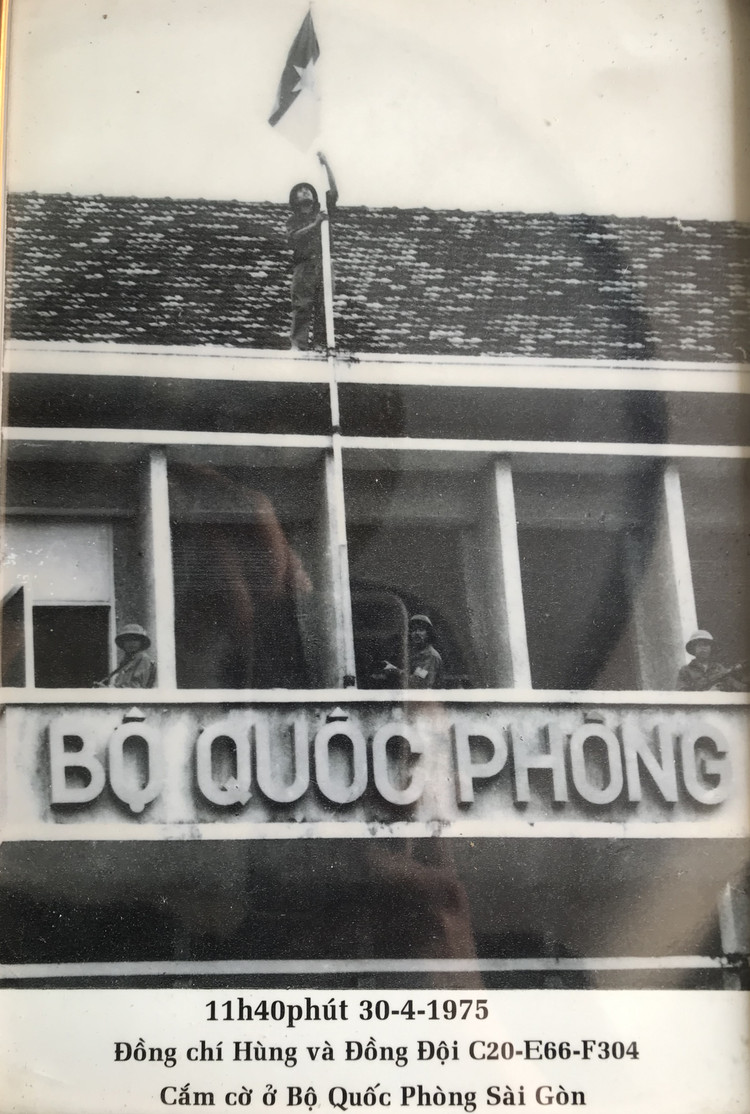 BỘ QUỐC PHÒNG
11h40phút 30-4-1975
Đồng chí Hùng và Đồng Đội C20-E66-F304
Cắm cờ ở Bộ Quốc Phòng Sài Gòn